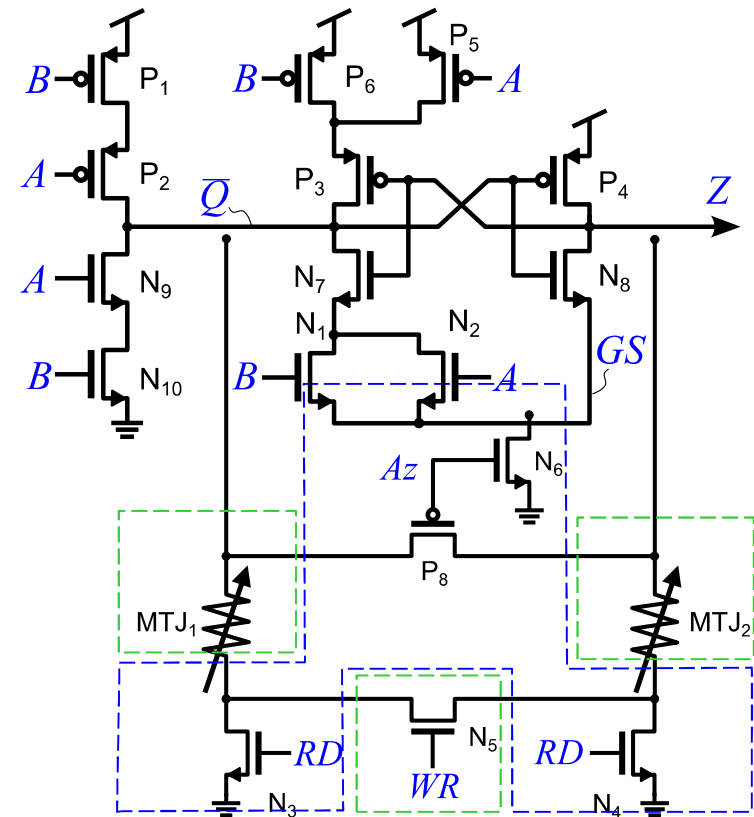 B P₁ B P₆ P₅ A
A P₂ P₃ P₄ Z
Q̅
A N₉ N₇ N₈
N₁ N₂ GS
B N₁₀ B A
Az N₆
P₈
MTJ₁ MTJ₂
N₅
RD WR RD
N₃ N₄